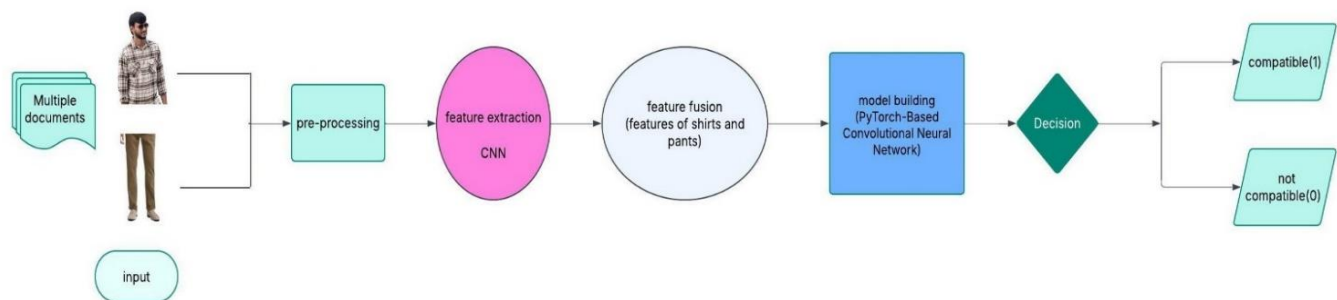 Multiple
documents
input
pre-processing
feature extraction
CNN
feature fusion
(features of shirts and
pants)
model building
(PyTorch-Based
Convolutional Neural
Network)
Decision
compatible(1)
not
compatible(0)